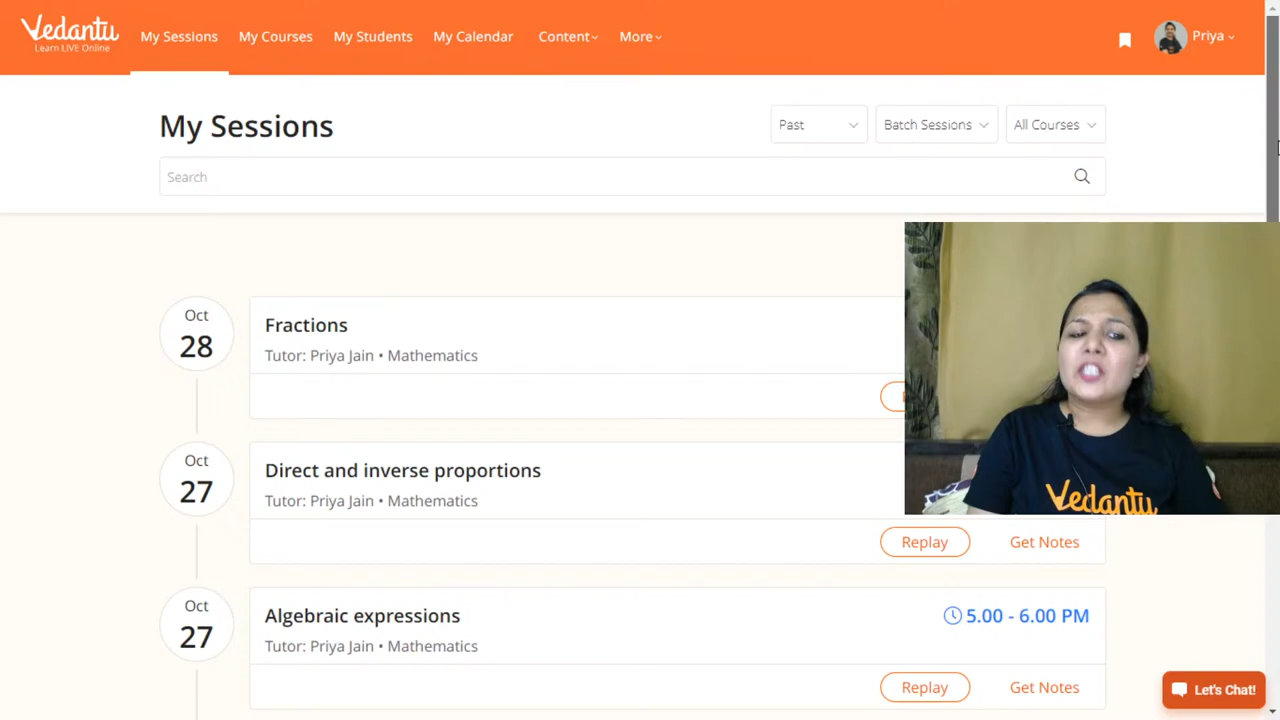 Vedantu
Learn LIVE Online
My Sessions
My Courses
My Students
My Calendar
Content
More
Priya
My Sessions
Past
Batch Sessions
All Courses
Search
Oct
28
Fractions
Tutor: Priya Jain • Mathematics
Oct
27
Direct and inverse proportions
Tutor: Priya Jain • Mathematics
Replay
Get Notes
Vedantu
Oct
27
Algebraic expressions
5.00 - 6.00 PM
Tutor: Priya Jain • Mathematics
Replay
Get Notes
Let's Chat!